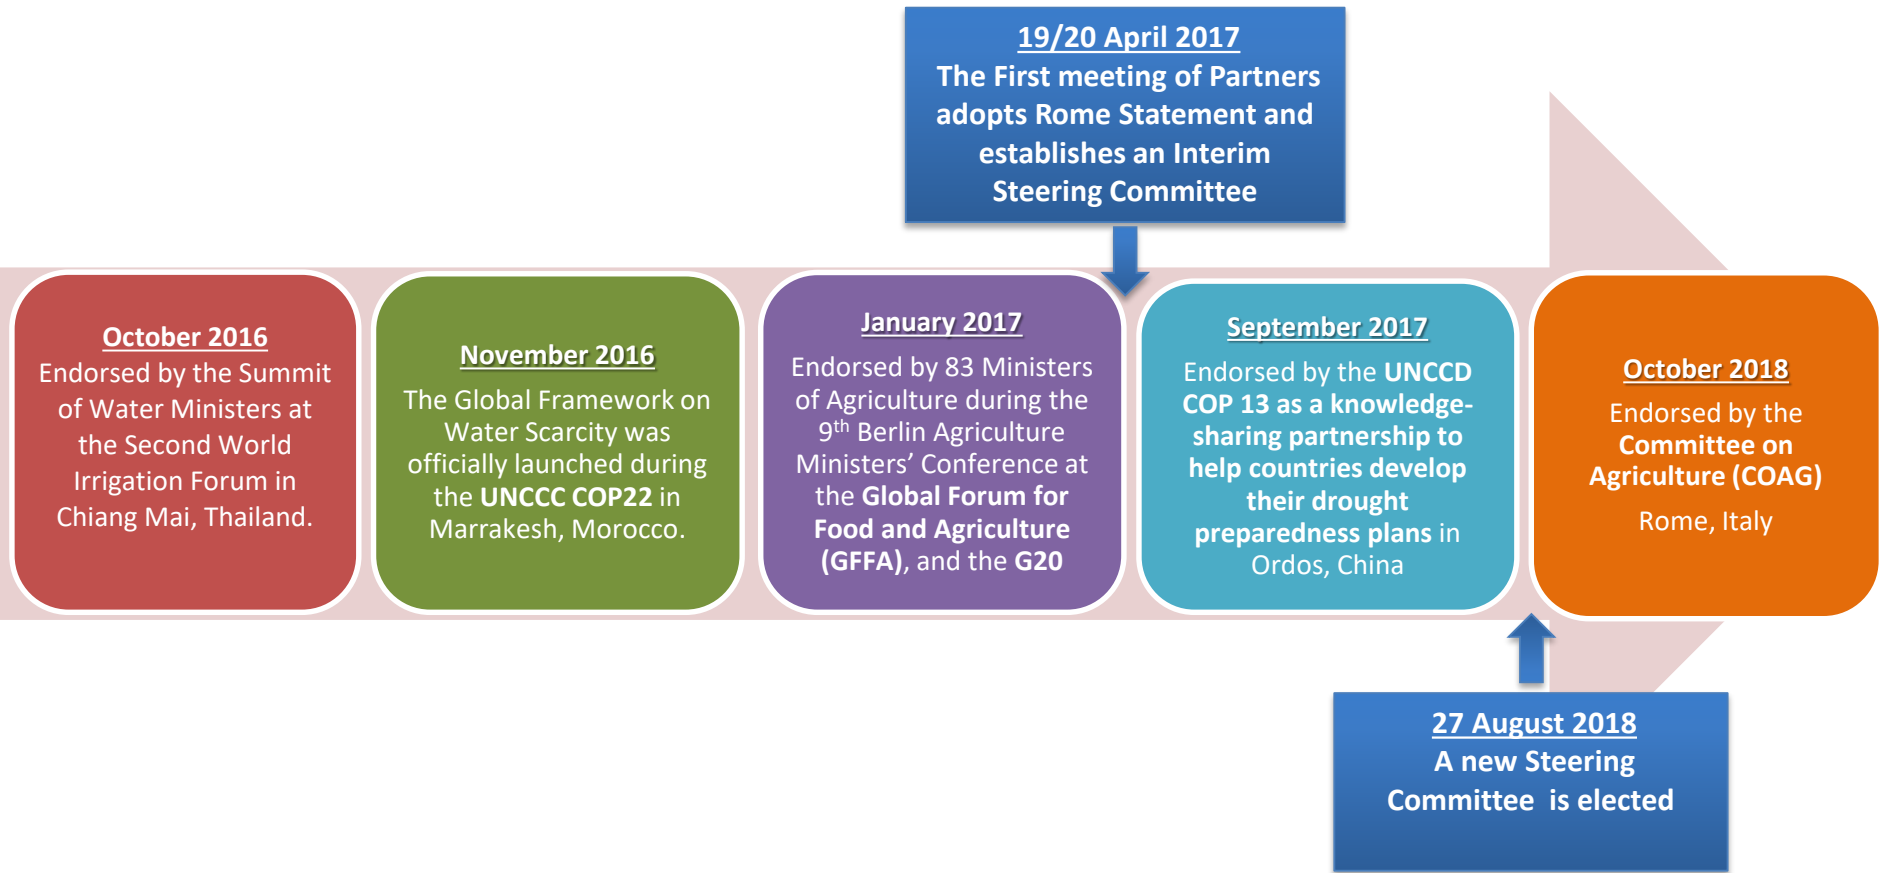 19/20 April 2017
The First meeting of Partners
adopts Rome Statement and
establishes an Interim
Steering Committee
October 2016
Endorsed by the Summit
of Water Ministers at
the Second World
Irrigation Forum in
Chiang Mai, Thailand.
November 2016
The Global Framework on
Water Scarcity was
officially launched during
the UNCCC COP22 in
Marrakesh, Morocco.
January 2017
Endorsed by 83 Ministers
of Agriculture during the
9th Berlin Agriculture
Ministers’ Conference at
the Global Forum for
Food and Agriculture
(GFFA), and the G20
September 2017
Endorsed by the UNCCD
COP 13 as a knowledge-
sharing partnership to
help countries develop
their drought
preparedness plans in
Ordos, China
October 2018
Endorsed by the
Committee on
Agriculture (COAG)
Rome, Italy
27 August 2018
A new Steering
Committee  is elected